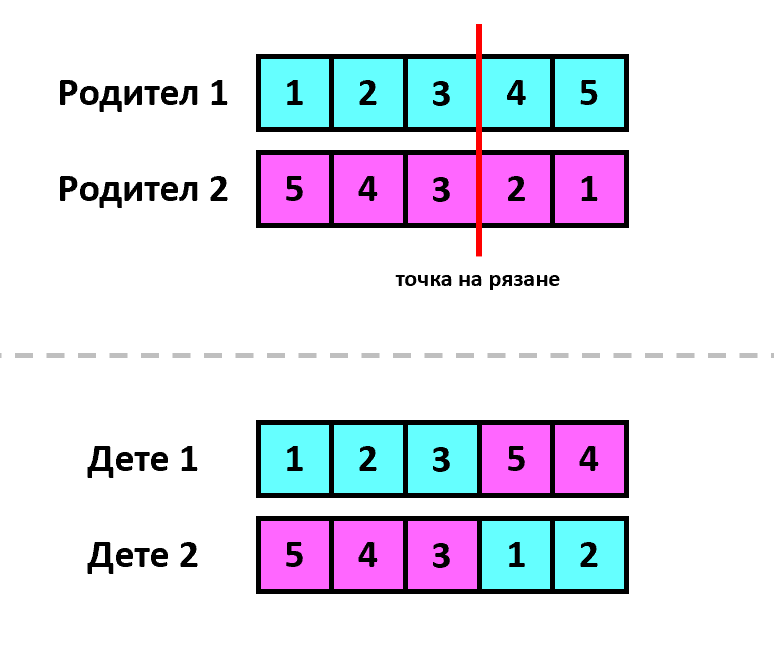 Родител 1 1 2 3 4 5
Родител 2 5 4 3 2 1
точка на рязане
Дете 1 1 2 3 5 4
Дете 2 5 4 3 1 2